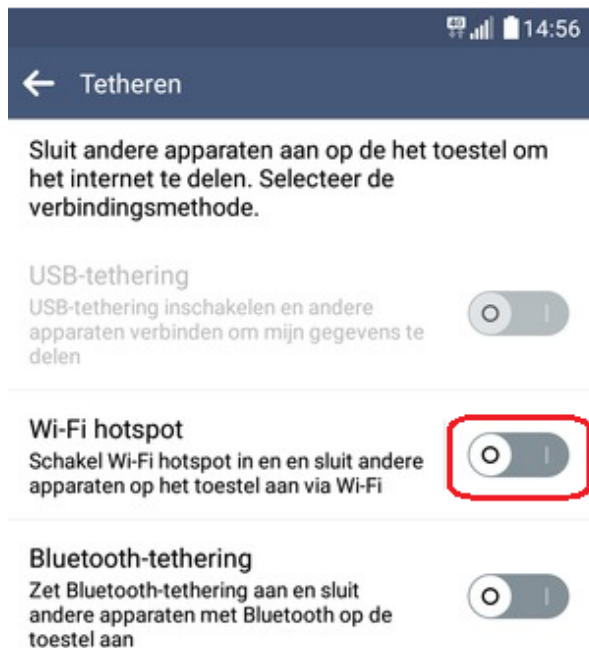 4G 14:56
Tetheren
Sluit andere apparaten aan op de het toestel om
het internet te delen. Selecteer de
verbindingsmethode.
USB-tethering
USB-tethering inschakelen en andere
apparaten verbinden om mijn gegevens te
delen
Wi-Fi hotspot
Schakel Wi-Fi hotspot in en en sluit andere
apparaten op het toestel aan via Wi-Fi
Bluetooth-tethering
Zet Bluetooth-tethering aan en sluit
andere apparaten met Bluetooth op de
toestel aan